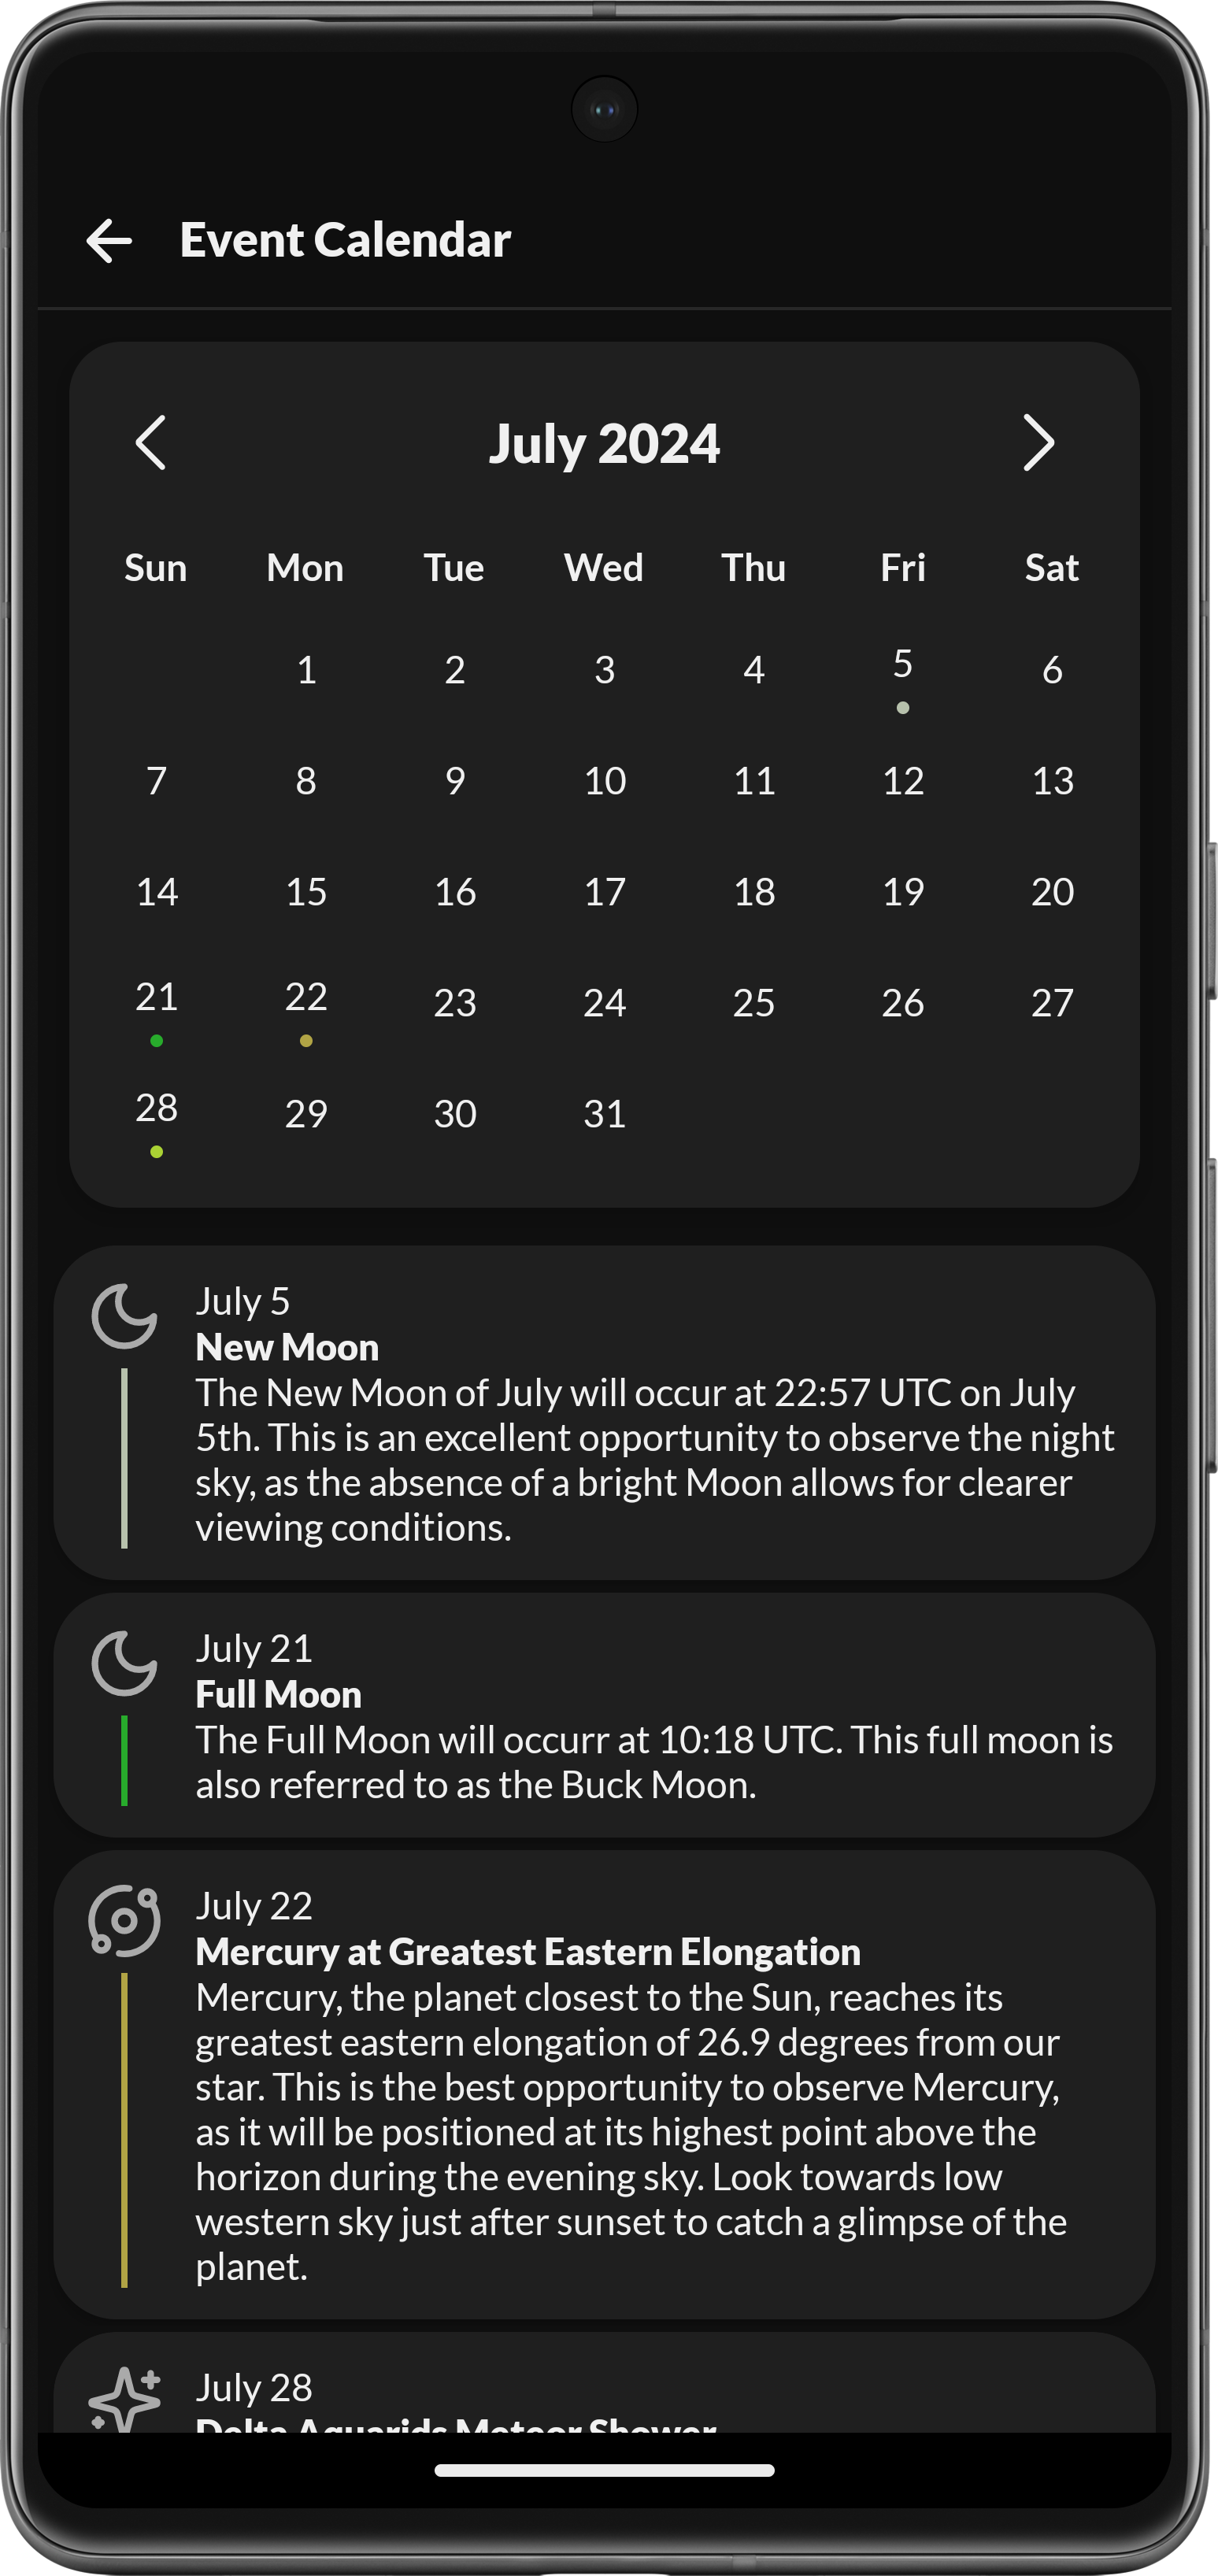 Event Calendar
July 2024
Sun Mon Tue Wed Thu Fri Sat
1 2 3 4 5 6
7 8 9 10 11 12 13
14 15 16 17 18 19 20
21 22 23 24 25 26 27
28 29 30 31
July 5
New Moon
The New Moon of July will occur at 22:57 UTC on July
5th. This is an excellent opportunity to observe the night
sky, as the absence of a bright Moon allows for clearer
viewing conditions.
July 21
Full Moon
The Full Moon will occurr at 10:18 UTC. This full moon is
also referred to as the Buck Moon.
July 22
Mercury at Greatest Eastern Elongation
Mercury, the planet closest to the Sun, reaches its
greatest eastern elongation of 26.9 degrees from our
star. This is the best opportunity to observe Mercury,
as it will be positioned at its highest point above the
horizon during the evening sky. Look towards low
western sky just after sunset to catch a glimpse of the
planet.
July 28
Delta Aquarids Meteor Shower